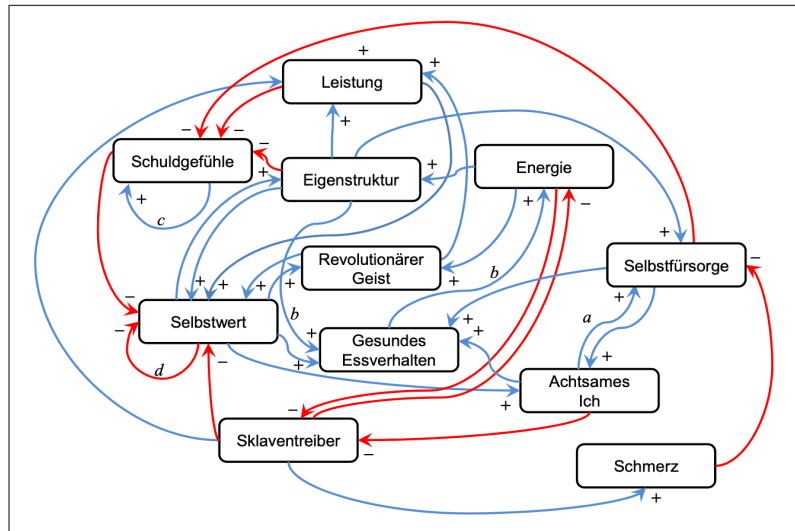 +
Leistung
+
+
−
−
−
Schuldgefühle
Eigenstruktur
+
Energie
+
+
+
−
c
+
+
+
+
Revolutionärer
Geist
+
b
Selbstfürsorge
−
+
−
Selbstwert
−
b
+
Gesundes
Essverhalten
+
+
a
+
d
−
+
+
Achtsames
Ich
+
−
Sklaventreiber
−
Schmerz
+